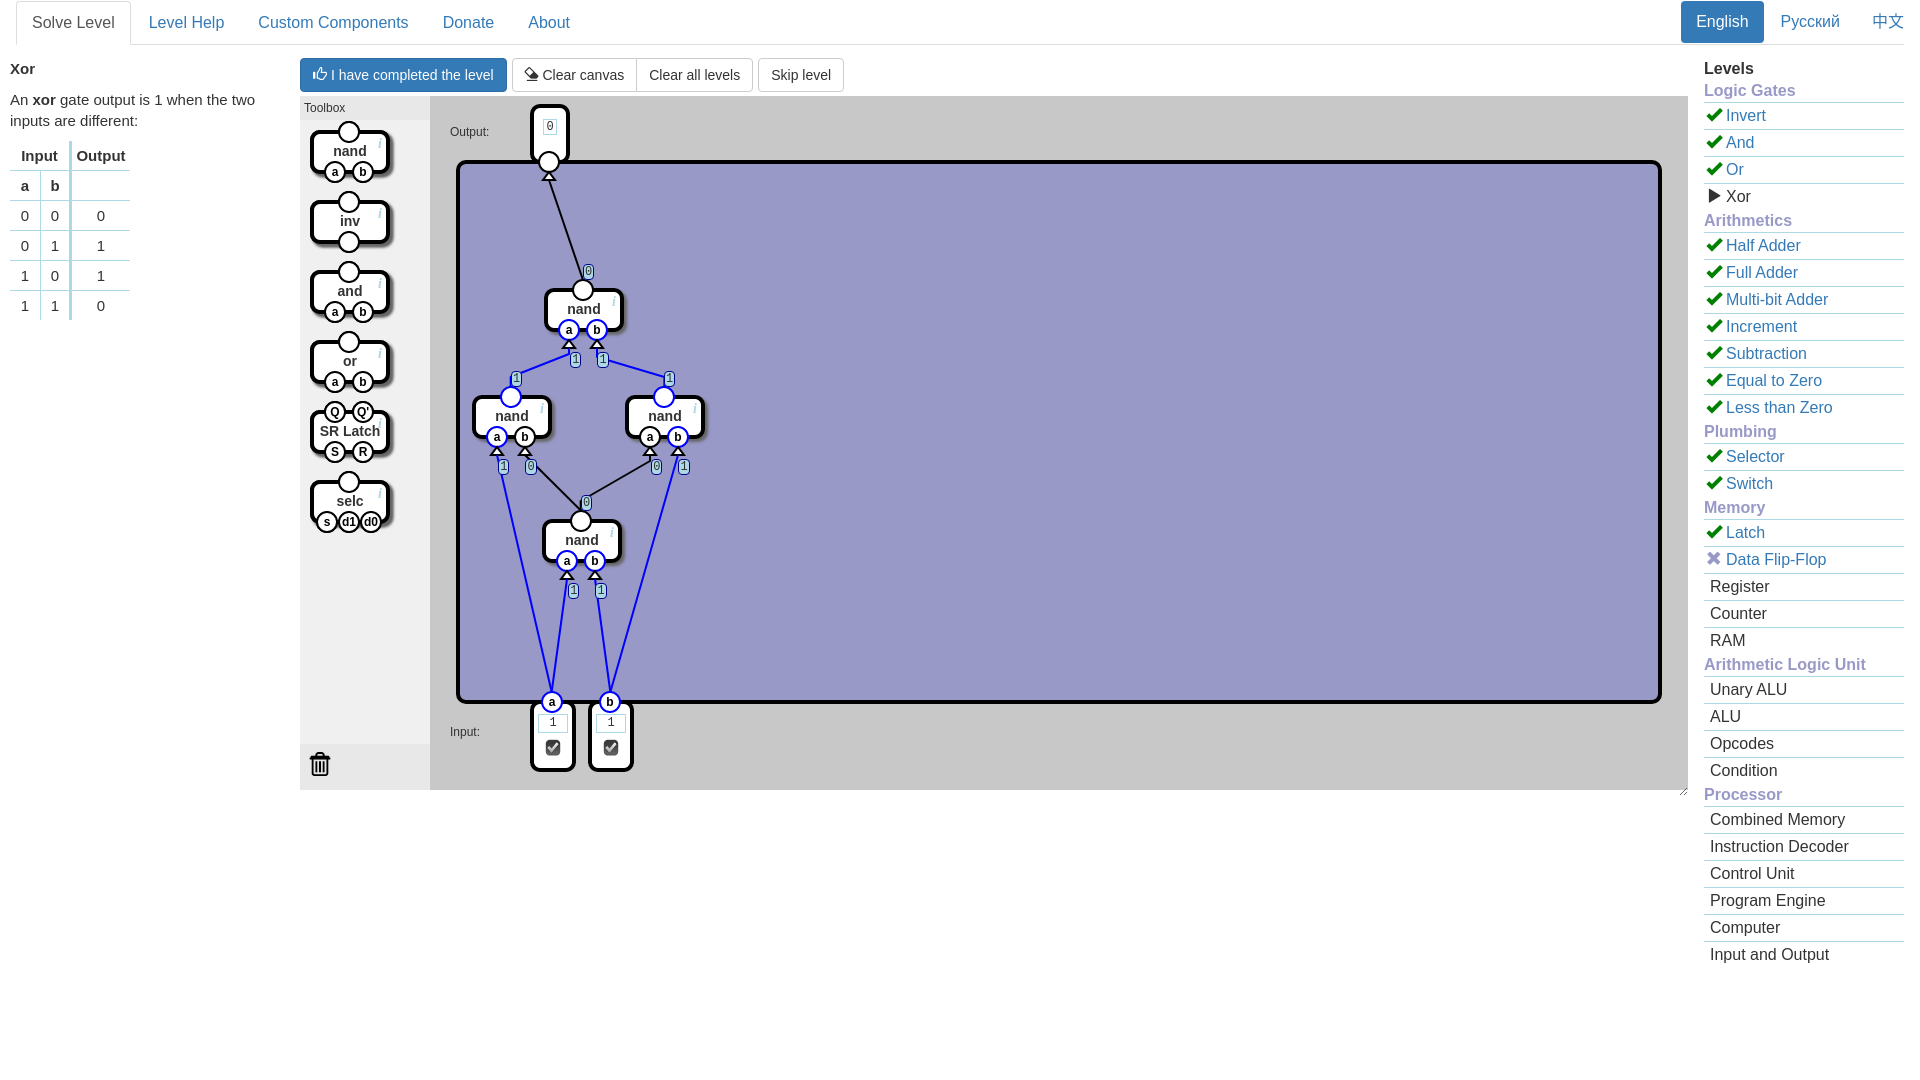 Solve Level
Level Help
Custom Components
Donate
About
English
Русский
中文
Xor
An xor gate output is 1 when the two
inputs are different:
Input Output
a b
0 0 0
0 1 1
1 0 1
1 1 0
I have completed the level
Clear canvas
Clear all levels
Skip level
Toolbox
nand
i
a b
inv
i
and
i
a b
or
i
a b
Q Q'
SR Latch
i
S R
selc
i
s d1 d0
Output:
0
0
nand
i
a b
1 1
1 1
nand
i
nand
i
a b
a b
1 0 0 1
0
nand
i
a b
1 1
a b
Input:
1 1
Levels
Logic Gates
Invert
And
Or
Xor
Arithmetics
Half Adder
Full Adder
Multi-bit Adder
Increment
Subtraction
Equal to Zero
Less than Zero
Plumbing
Selector
Switch
Memory
Latch
Data Flip-Flop
Register
Counter
RAM
Arithmetic Logic Unit
Unary ALU
ALU
Opcodes
Condition
Processor
Combined Memory
Instruction Decoder
Control Unit
Program Engine
Computer
Input and Output